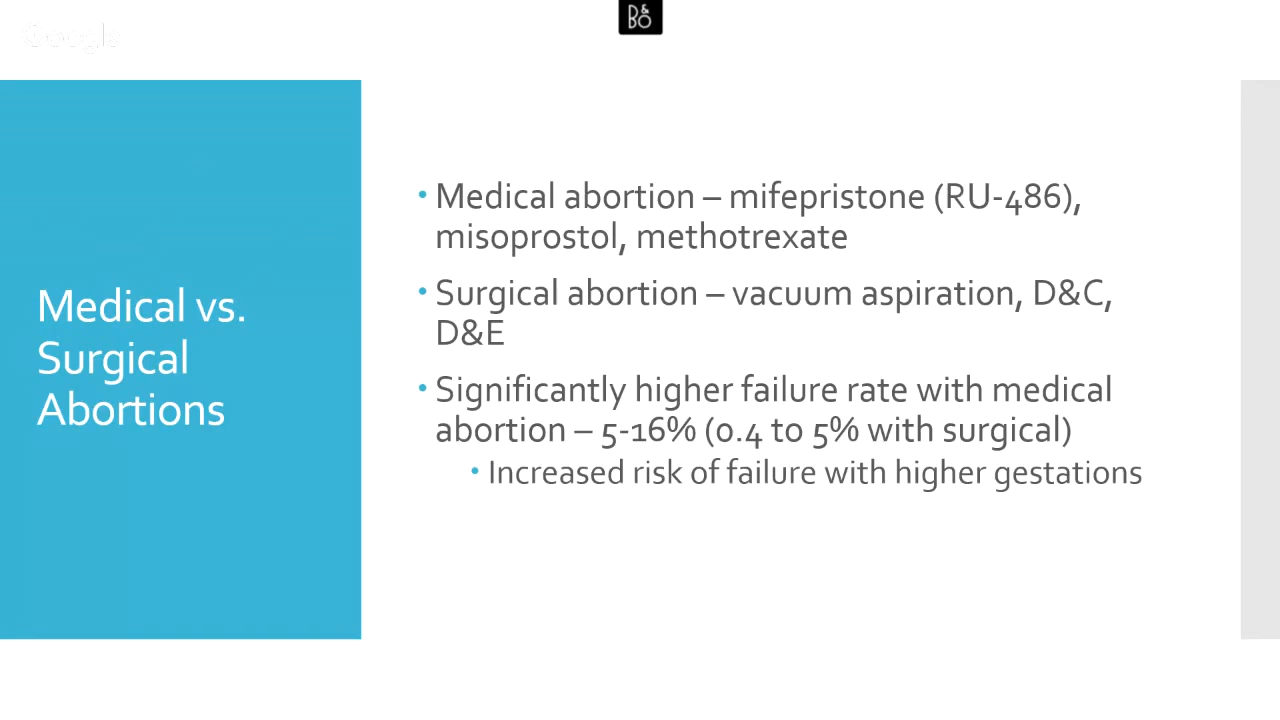 Google
B&O
Medical vs.
Surgical
Abortions
• Medical abortion – mifepristone (RU-486),
misoprostol, methotrexate
• Surgical abortion – vacuum aspiration, D&C,
D&E
• Significantly higher failure rate with medical
abortion – 5-16% (0.4 to 5% with surgical)
• Increased risk of failure with higher gestations